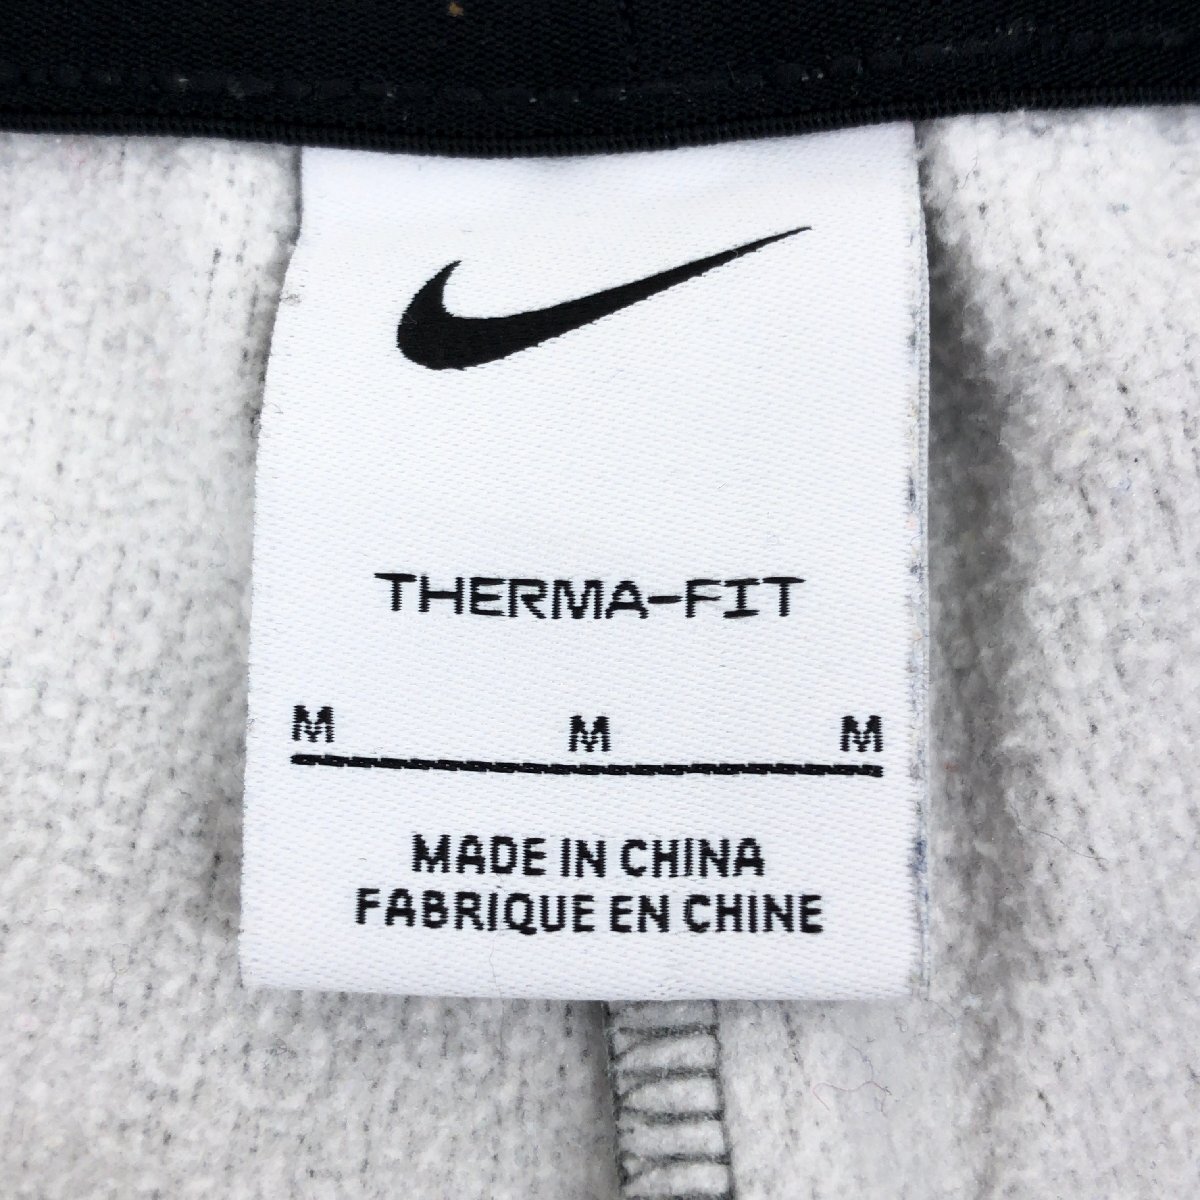 THERMA-FIT
M M M
MADE IN CHINA
FABRIQUE EN CHINE